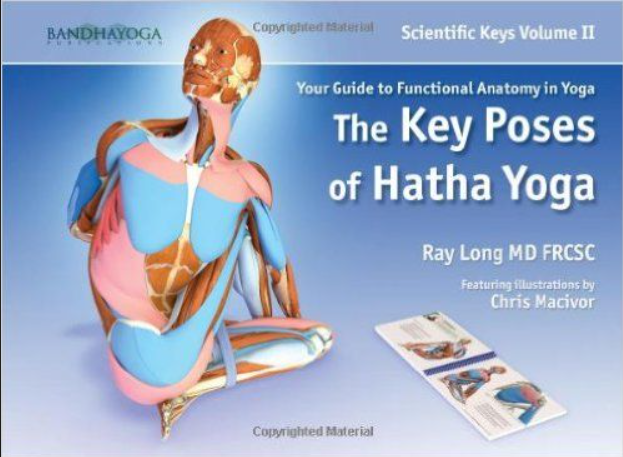 BANDHAYOGA
PUBLICATIONS
Copyrighted Material
Scientific Keys Volume II
Your Guide to Functional Anatomy in Yoga
The Key Poses
of Hatha Yoga
Ray Long MD FRCSC
Featuring illustrations by
Chris Macivor
Copyrighted Material